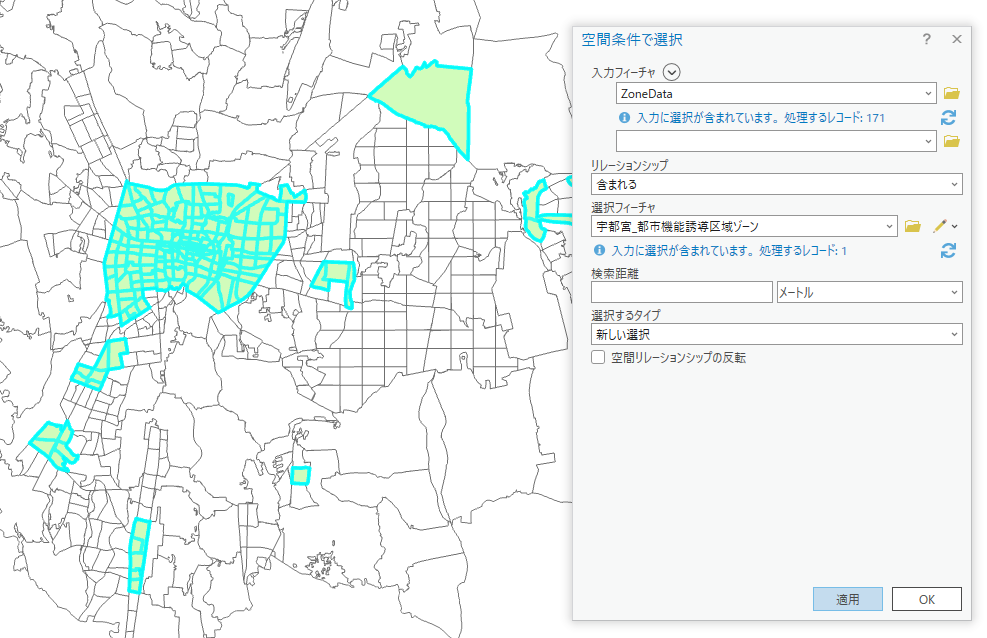 空間条件で選択
?
入力フィーチャ
ZoneData
入力に選択が含まれています。処理するレコード: 171
リレーションシップ
含まれる
選択フィーチャ
宇都宮_都市機能誘導区域ゾーン
入力に選択が含まれています。処理するレコード: 1
検索距離
メートル
選択するタイプ
新しい選択
空間リレーションシップの反転
適用
OK